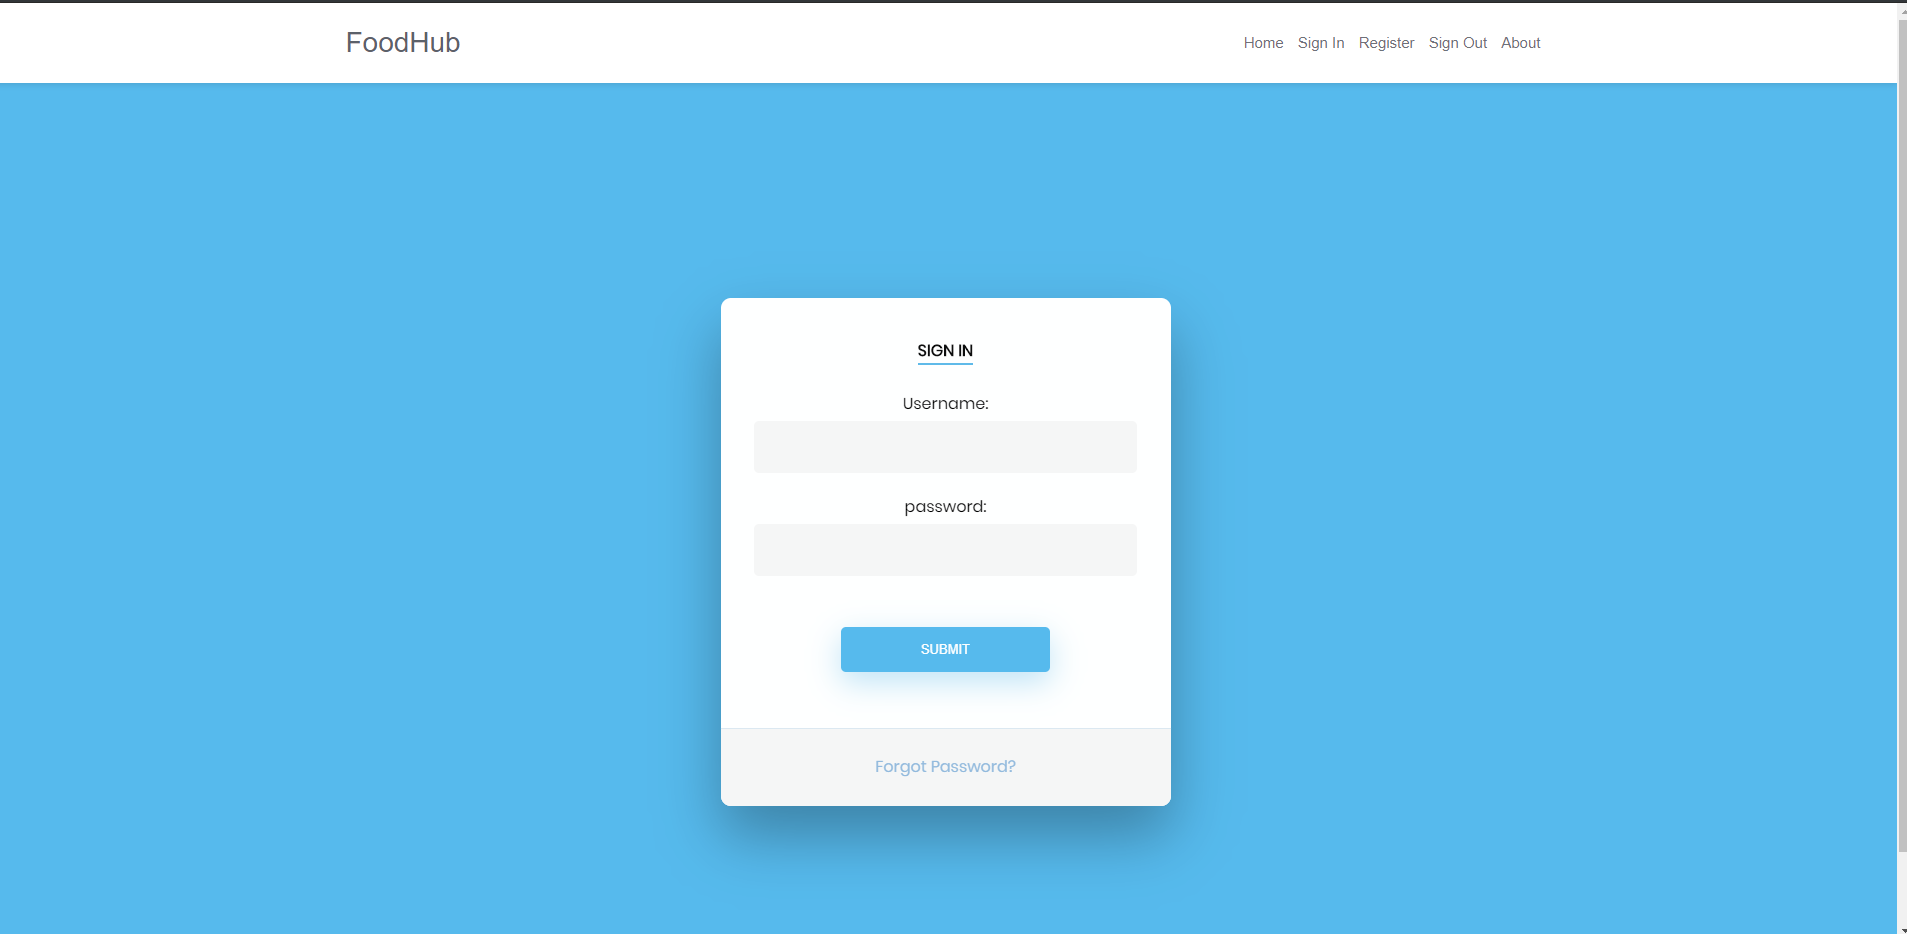 FoodHub
Home Sign In Register Sign Out About
SIGN IN
Username:
password:
SUBMIT
Forgot Password?